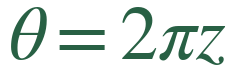 θ = 2πz